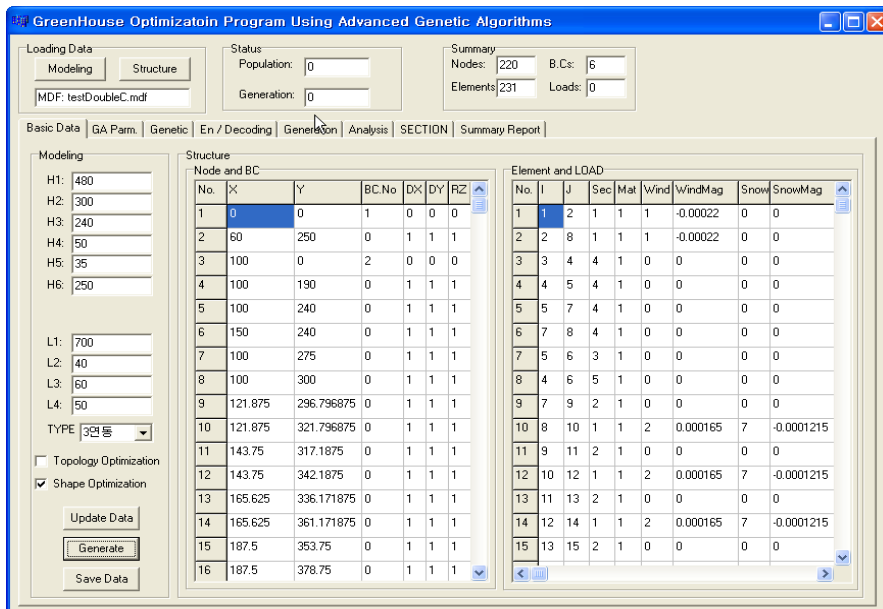 GreenHouse Optimizatoin Program Using Advanced Genetic Algorithms
Loading Data
Modeling Structure
MDF: testDoubleC.mdf
Status
Population: 0
Generation: 0
Summary
Nodes: 220 B.Cs: 6
Elements 231 Loads: 0
Basic Data GA Parm. Genetic En / Decoding Generation Analysis SECTION Summary Report
Modeling
H1: 480
H2: 300
H3: 240
H4: 50
H5: 35
H6: 250
L1: 700
L2: 40
L3: 60
L4: 50
TYPE 3연동
Topology Optimization
Shape Optimization
Update Data
Generate
Save Data
Structure
Node and BC
No. X Y BC.No DX DY RZ
1 0 0 1 0 0 0
2 60 250 0 1 1 1
3 100 0 2 0 0 0
4 100 190 0 1 1 1
5 100 240 0 1 1 1
6 150 240 0 1 1 1
7 100 275 0 1 1 1
8 100 300 0 1 1 1
9 121.875 296.796875 0 1 1 1
10 121.875 321.796875 0 1 1 1
11 143.75 317.1875 0 1 1 1
12 143.75 342.1875 0 1 1 1
13 165.625 336.171875 0 1 1 1
14 165.625 361.171875 0 1 1 1
15 187.5 353.75 0 1 1 1
16 187.5 378.75 0 1 1 1
Element and LOAD
No. I J Sec Mat Wind WindMag Snow SnowMag
1 1 2 1 1 1 -0.00022 0 0
2 2 8 1 1 1 -0.00022 0 0
3 3 4 4 1 0 0 0 0
4 4 5 4 1 0 0 0 0
5 5 7 4 1 0 0 0 0
6 7 8 4 1 0 0 0 0
7 5 6 3 1 0 0 0 0
8 4 6 5 1 0 0 0 0
9 7 9 2 1 0 0 0 0
10 8 10 1 1 2 0.000165 7 -0.0001215
11 9 11 2 1 0 0 0 0
12 10 12 1 1 2 0.000165 7 -0.0001215
13 11 13 2 1 0 0 0 0
14 12 14 1 1 2 0.000165 7 -0.0001215
15 13 15 2 1 0 0 0 0